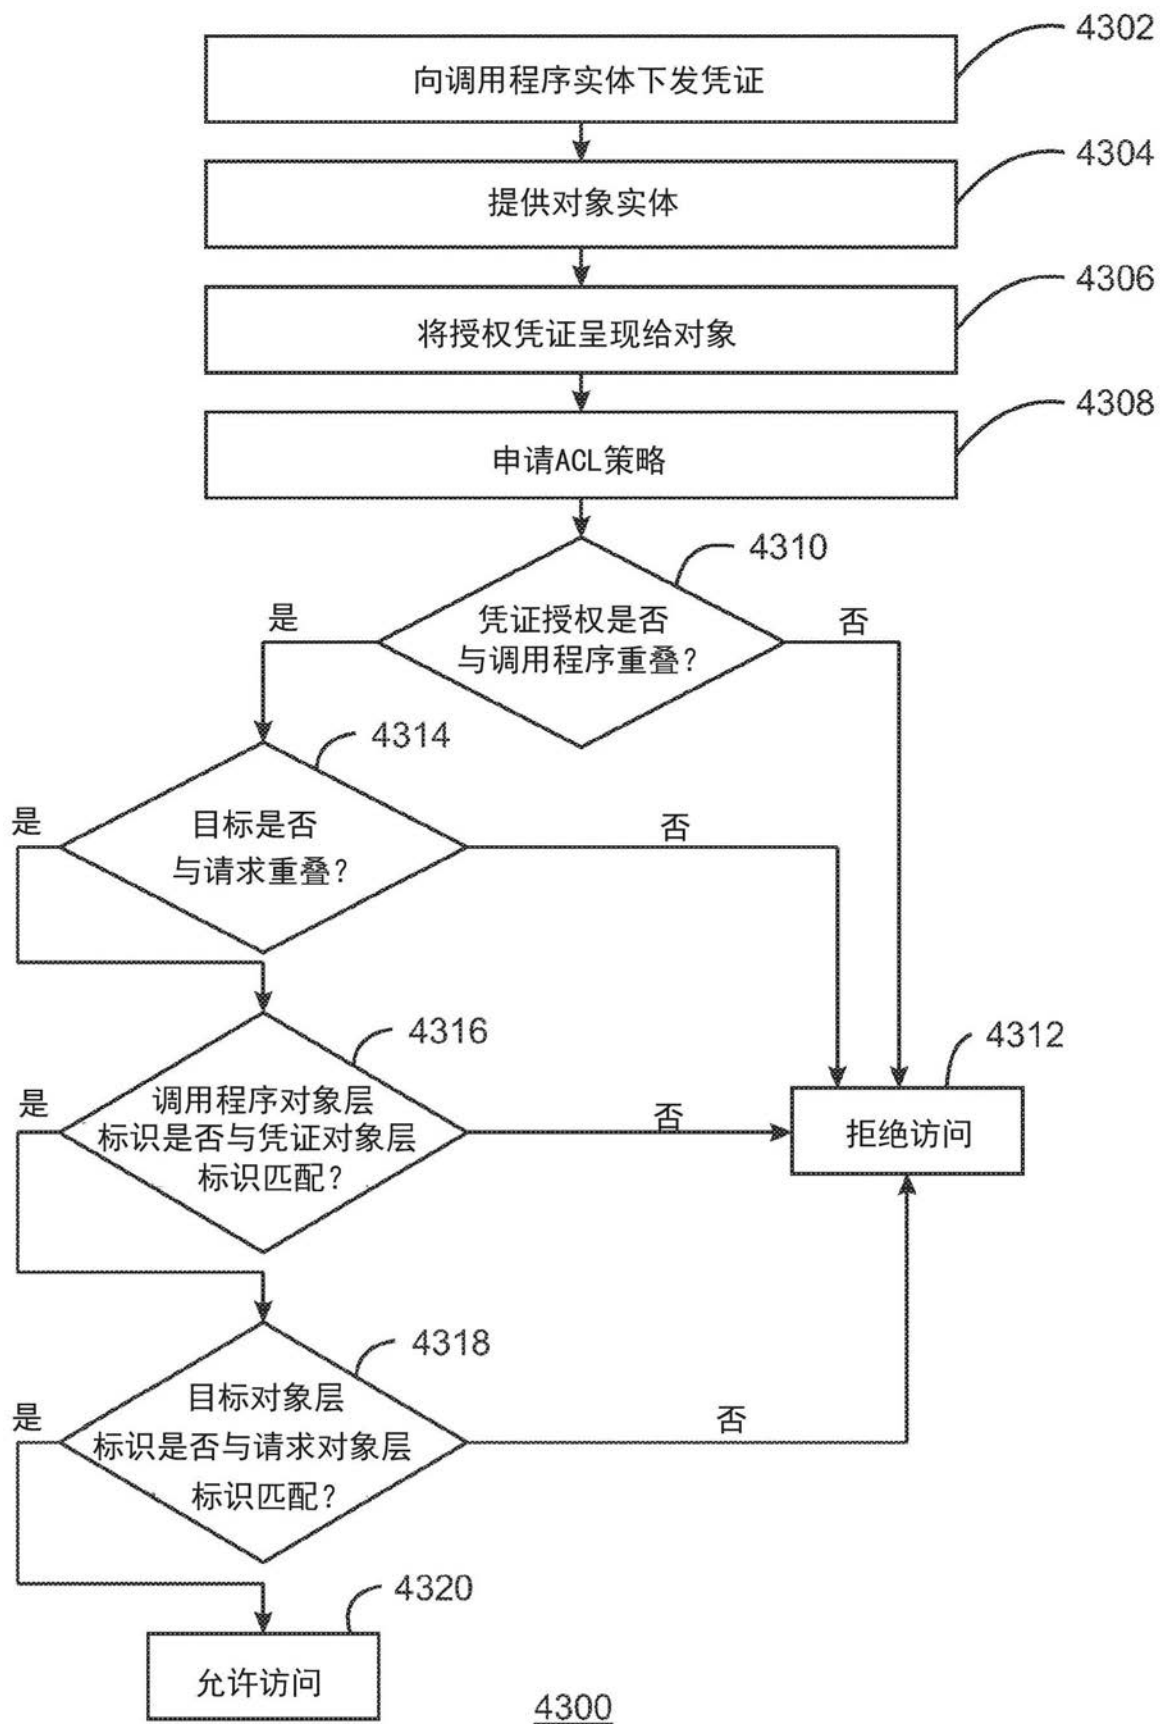 4302
向调用程序实体下发凭证
4304
提供对象实体
4306
将授权凭证呈现给对象
4308
申请ACL策略
4310
凭证授权是否
与调用程序重叠？
是
否
4314
目标是否
与请求重叠？
是
否
4316
调用程序对象层
标识是否与凭证对象层
标识匹配？
是
否
4312
拒绝访问
4318
目标对象层
标识是否与请求对象层
标识匹配？
是
否
4320
允许访问
4300